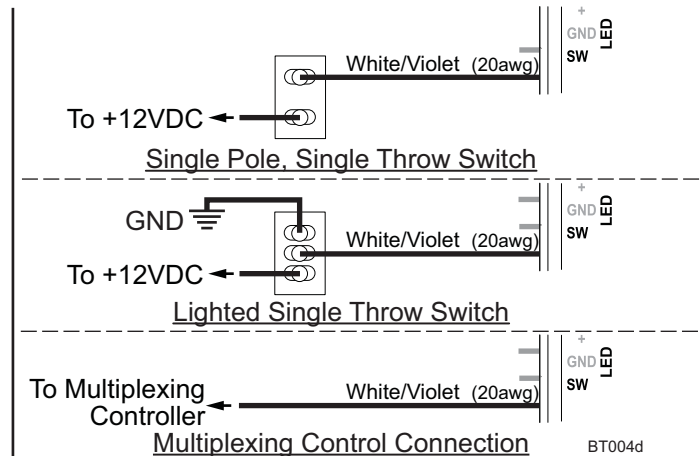 +
GND
SW
LED
White/Violet (20awg)
To +12VDC
Single Pole, Single Throw Switch
+
GND
SW
LED
GND
White/Violet (20awg)
To +12VDC
Lighted Single Throw Switch
+
GND
SW
LED
To Multiplexing
Controller
White/Violet (20awg)
Multiplexing Control Connection
BT004d